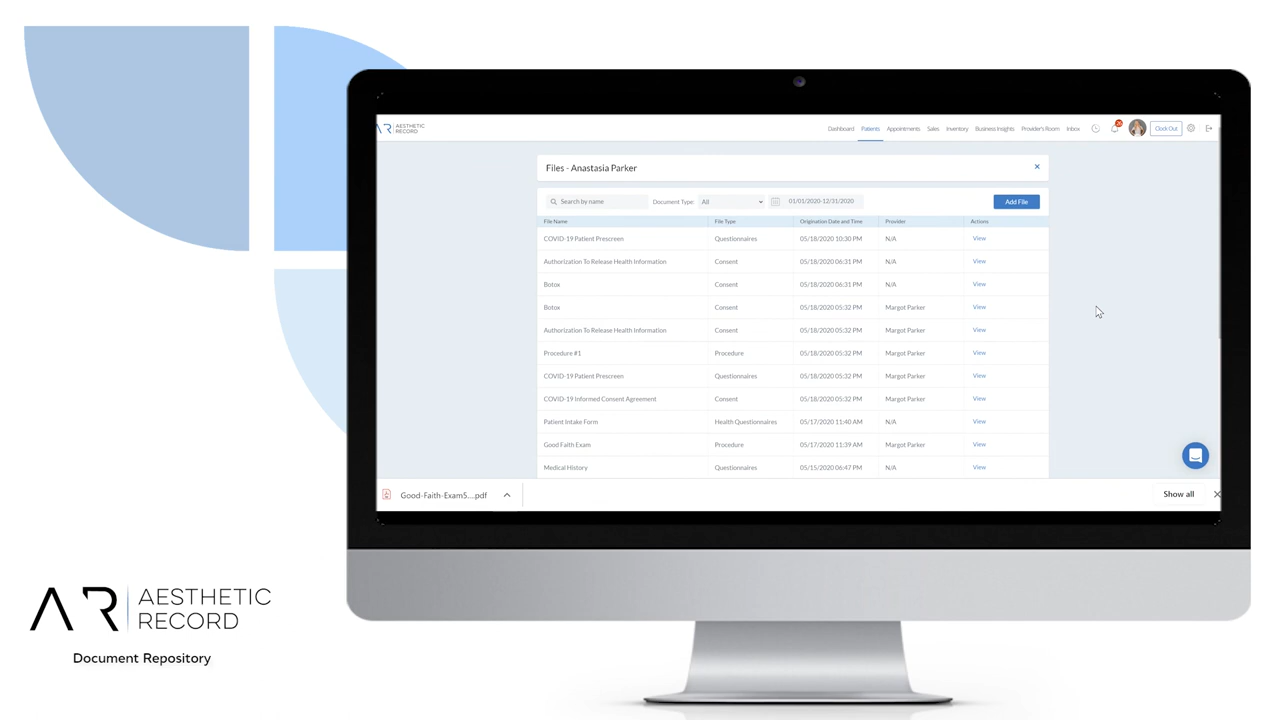 AESTHETIC
RECORD
Dashboard Patients Appointments Sales Inventory Business Insights Provider's Room Inbox Clock Out
Files - Anastasia Parker
Search by name Document Type: All 01/01/2020-12/31/2020 Add File
File Name File Type Origination Date and Time Provider Actions
COVID-19 Patient Prescreen Questionnaires 05/18/2020 10:30 PM N/A View
Authorization To Release Health Information Consent 05/18/2020 06:31 PM N/A View
Botox Consent 05/18/2020 06:31 PM N/A View
Botox Consent 05/18/2020 05:32 PM Margot Parker View
Authorization To Release Health Information Consent 05/18/2020 05:32 PM Margot Parker View
Procedure #1 Procedure 05/18/2020 05:32 PM Margot Parker View
COVID-19 Patient Prescreen Questionnaires 05/18/2020 05:32 PM Margot Parker View
COVID-19 Informed Consent Agreement Consent 05/18/2020 05:32 PM Margot Parker View
Patient Intake Form Health Questionnaires 05/17/2020 11:40 AM N/A View
Good Faith Exam Procedure 05/17/2020 11:39 AM Margot Parker View
Medical History Questionnaires 05/15/2020 06:47 PM N/A View
Good-Faith-Exam5....pdf Show all
AR AESTHETIC
RECORD
Document Repository